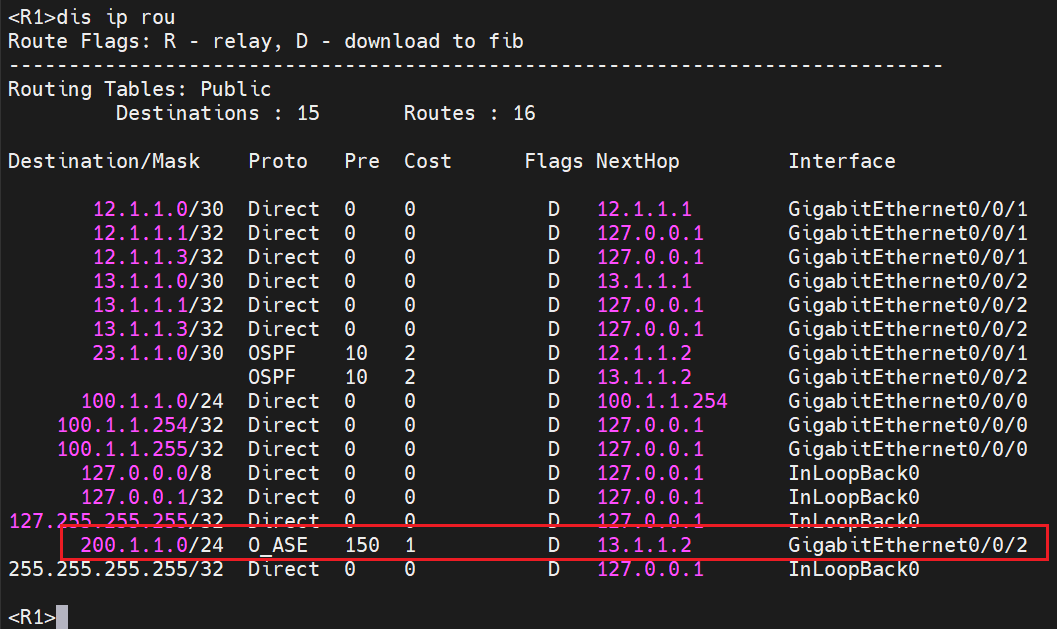 <R1>dis ip rou
Route Flags: R - relay, D - download to fib
------------------------------------------------------------------------------
Routing Tables: Public
         Destinations : 15       Routes : 16

Destination/Mask    Proto   Pre  Cost      Flags NextHop         Interface

       12.1.1.0/30  Direct  0    0           D   12.1.1.1        GigabitEthernet0/0/1
       12.1.1.1/32  Direct  0    0           D   127.0.0.1       GigabitEthernet0/0/1
       12.1.1.3/32  Direct  0    0           D   127.0.0.1       GigabitEthernet0/0/1
       13.1.1.0/30  Direct  0    0           D   13.1.1.1        GigabitEthernet0/0/2
       13.1.1.1/32  Direct  0    0           D   127.0.0.1       GigabitEthernet0/0/2
       13.1.1.3/32  Direct  0    0           D   127.0.0.1       GigabitEthernet0/0/2
       23.1.1.0/30  OSPF    10   2           D   12.1.1.2        GigabitEthernet0/0/1
                    OSPF    10   2           D   13.1.1.2        GigabitEthernet0/0/2
      100.1.1.0/24  Direct  0    0           D   100.1.1.254     GigabitEthernet0/0/0
    100.1.1.254/32  Direct  0    0           D   127.0.0.1       GigabitEthernet0/0/0
    100.1.1.255/32  Direct  0    0           D   127.0.0.1       GigabitEthernet0/0/0
      127.0.0.0/8   Direct  0    0           D   127.0.0.1       InLoopBack0
      127.0.0.1/32  Direct  0    0           D   127.0.0.1       InLoopBack0
127.255.255.255/32  Direct  0    0           D   127.0.0.1       InLoopBack0
      200.1.1.0/24  O_ASE   150  1           D   13.1.1.2        GigabitEthernet0/0/2
255.255.255.255/32  Direct  0    0           D   127.0.0.1       InLoopBack0

<R1>